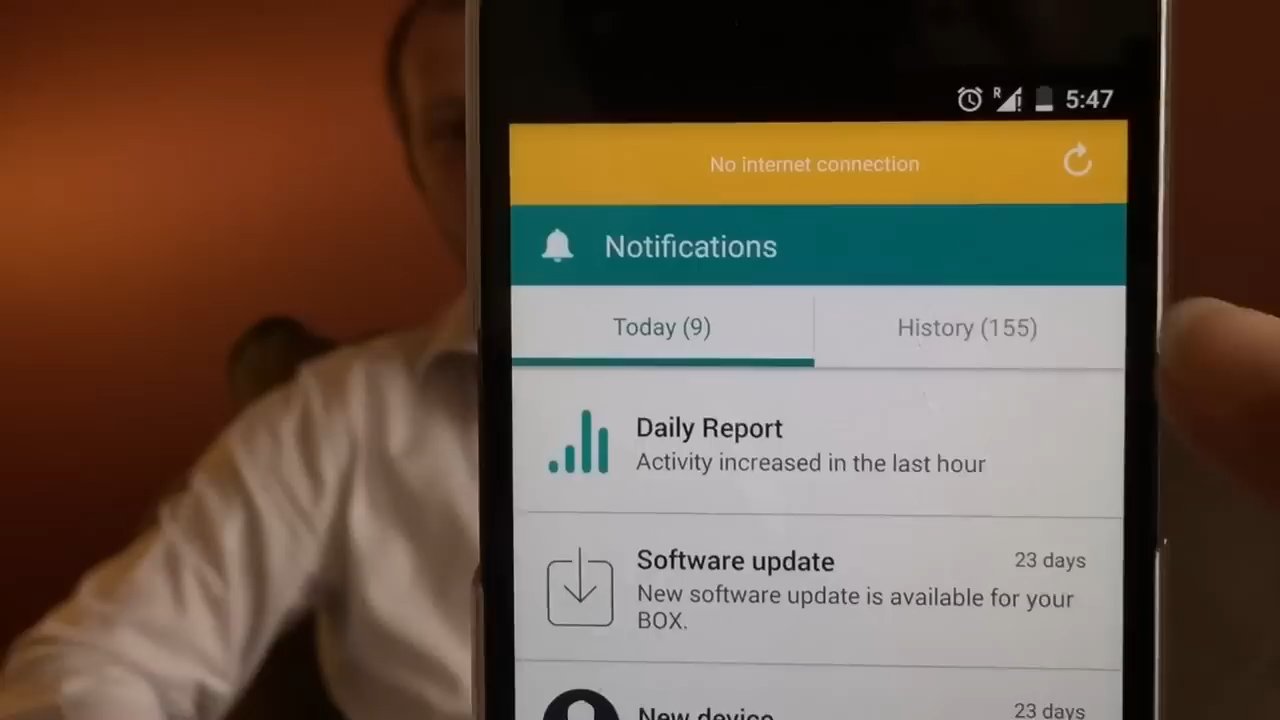 R
5:47
No internet connection
Notifications
Today (9)
History (155)
Daily Report
Activity increased in the last hour
Software update
23 days
New software update is available for your
BOX.
New device
23 days